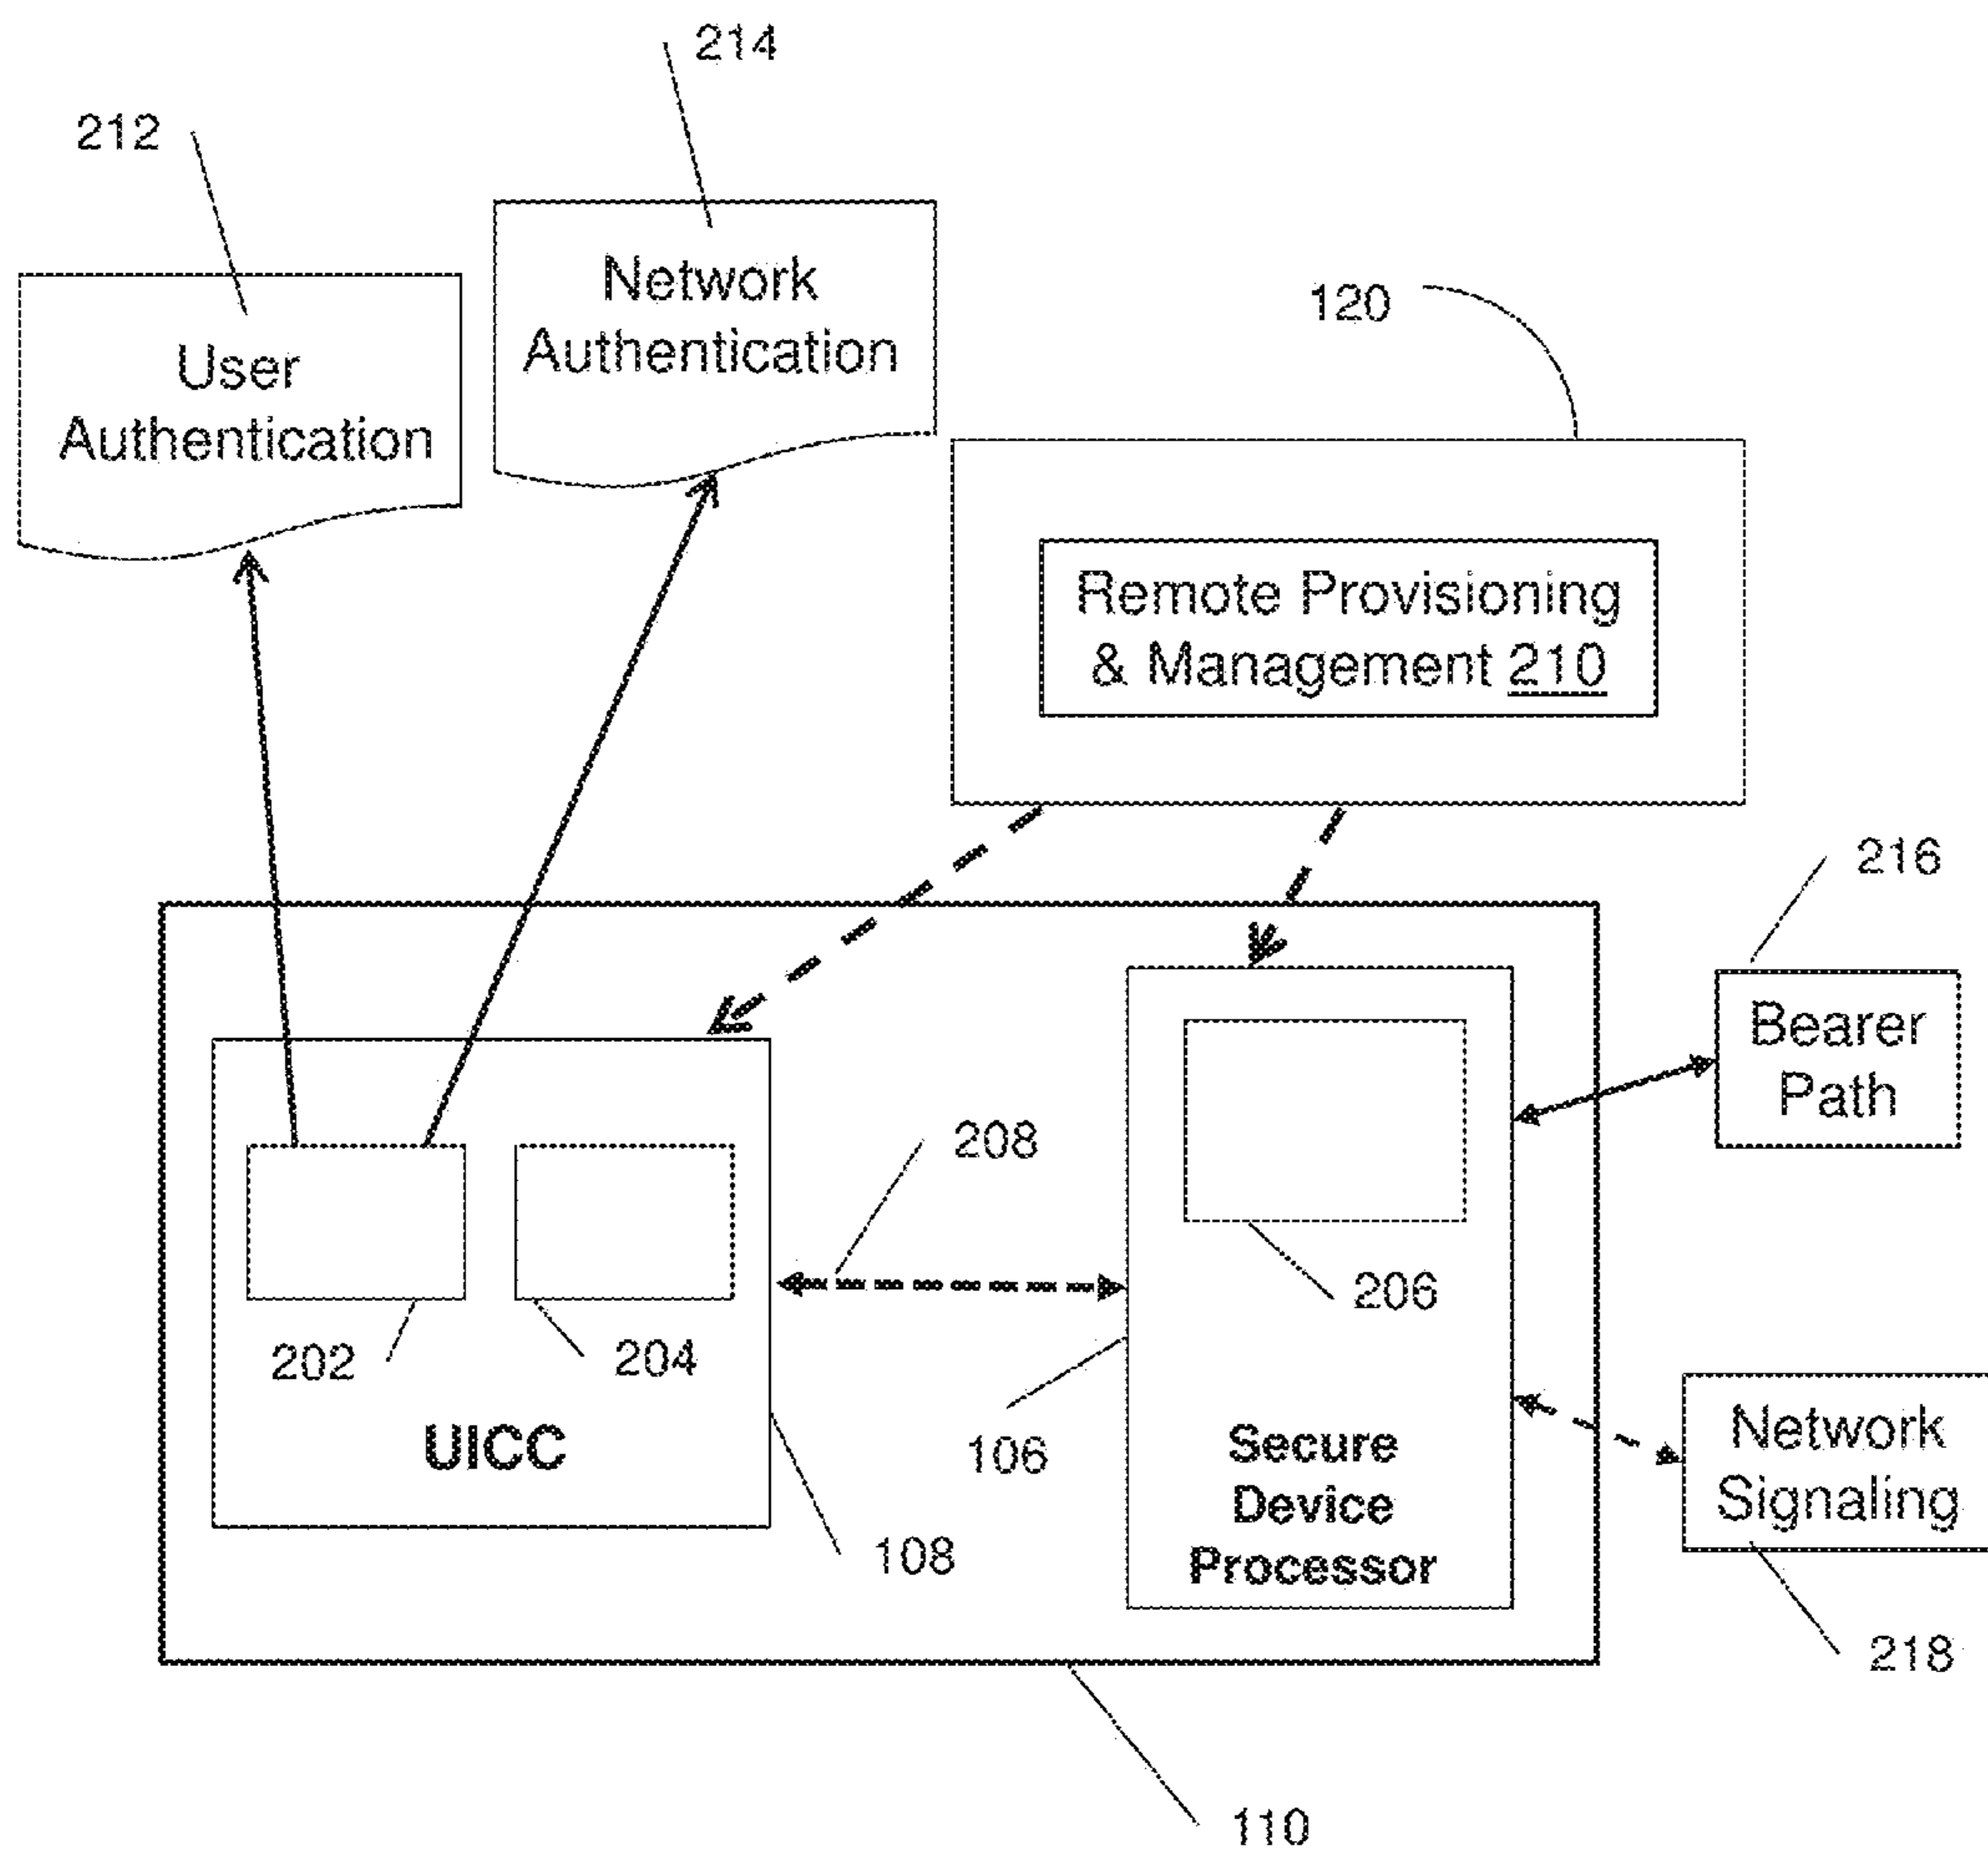 214
212
Network
Authentication
User
Authentication
120
Remote Provisioning
& Management 210
216
Bearer
Path
208
206
202
204
UICC
106
Secure
Device
Processor
Network
Signaling
108
218
110